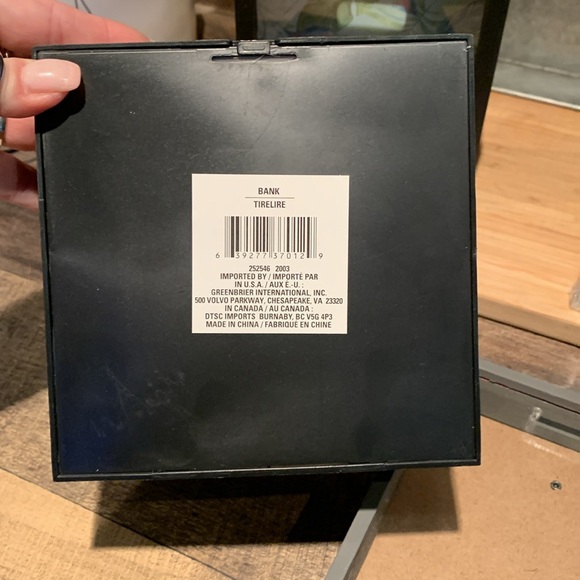 BANK
TIRELIRE
6 39277 37012 9
252546 2003
IMPORTED BY / IMPORTÉ PAR
IN U.S.A. / AUX É.-U. :
GREENBRIER INTERNATIONAL, INC.
500 VOLVO PARKWAY, CHESAPEAKE, VA 23320
IN CANADA / AU CANADA :
DTSC IMPORTS BURNABY, BC V5G 4P3
MADE IN CHINA / FABRIQUÉ EN CHINE